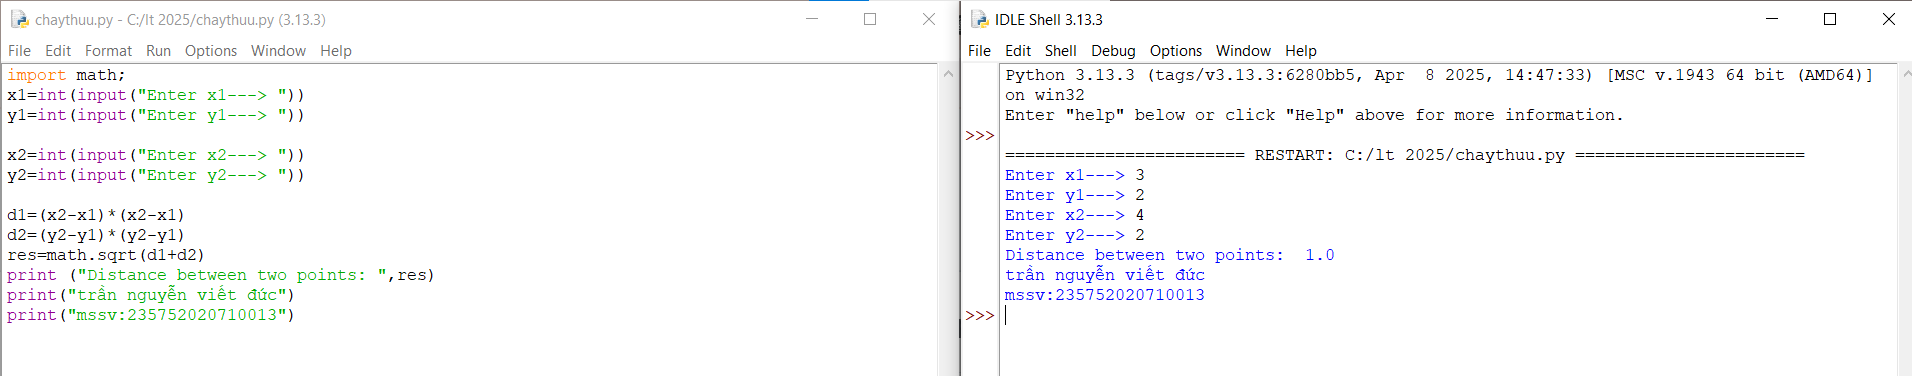 chaythuu.py - C:/lt 2025/chaythuu.py (3.13.3)
File Edit Format Run Options Window Help
import math;
x1=int(input("Enter x1---> "))
y1=int(input("Enter y1---> "))
x2=int(input("Enter x2---> "))
y2=int(input("Enter y2---> "))
d1=(x2-x1)*(x2-x1)
d2=(y2-y1)*(y2-y1)
res=math.sqrt(d1+d2)
print ("Distance between two points: ",res)
print("trần nguyễn viết đức")
print("mssv:235752020710013")
IDLE Shell 3.13.3
File Edit Shell Debug Options Window Help
Python 3.13.3 (tags/v3.13.3:6280bb5, Apr  8 2025, 14:47:33) [MSC v.1943 64 bit (AMD64)]
on win32
Enter "help" below or click "Help" above for more information.
>>>
======================== RESTART: C:/lt 2025/chaythuu.py =======================
Enter x1---> 3
Enter y1---> 2
Enter x2---> 4
Enter y2---> 2
Distance between two points:  1.0
trần nguyễn viết đức
mssv:235752020710013
>>>